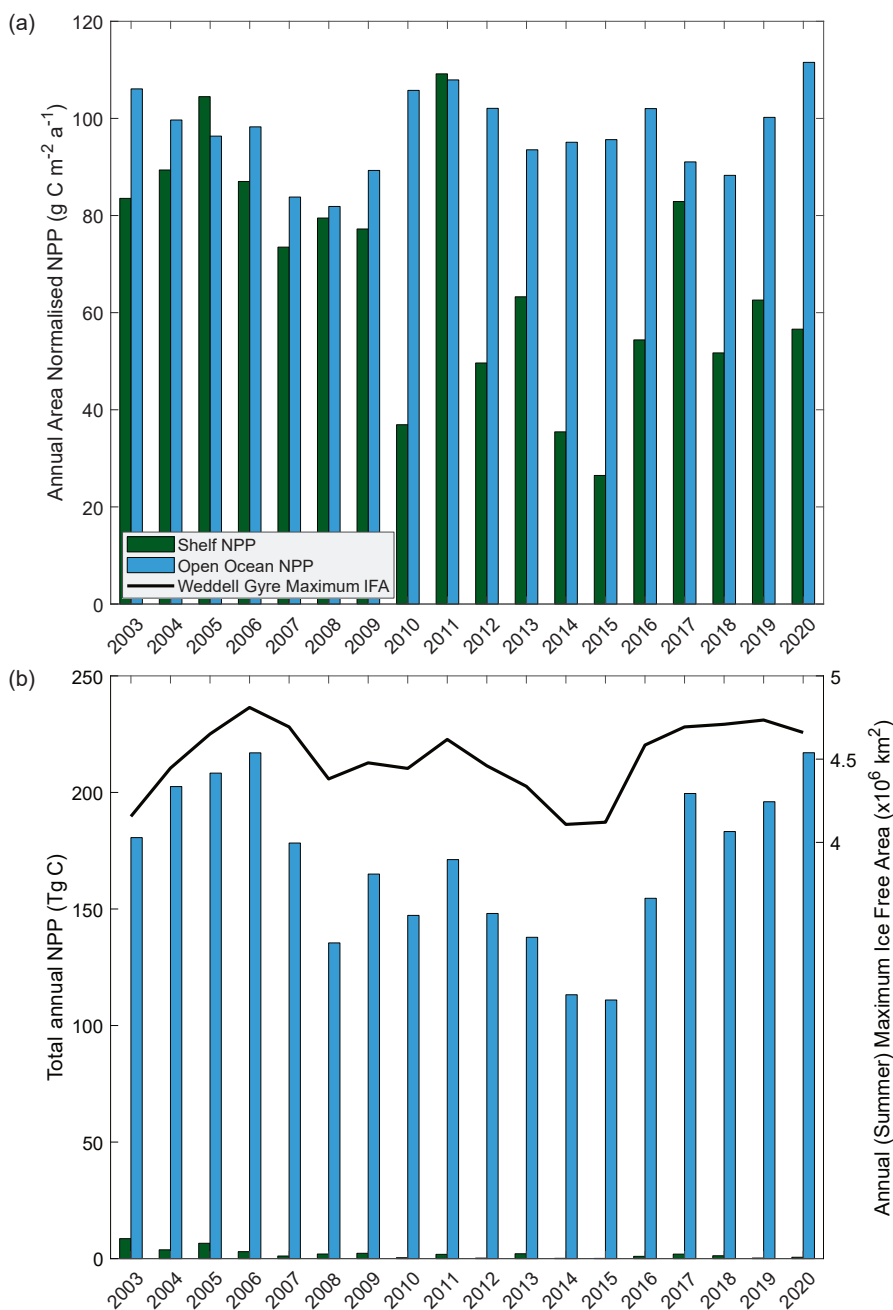 (a)
Annual Area Normalised NPP (g C m-2 a-1)
120
100
80
60
40
20
0
Shelf NPP
Open Ocean NPP
Weddell Gyre Maximum IFA
2003 2004 2005 2006 2007 2008 2009 2010 2011 2012 2013 2014 2015 2016 2017 2018 2019 2020
(b)
Total annual NPP (Tg C)
250
200
150
100
50
0
5
4.5
4
Annual (Summer) Maximum Ice Free Area (x10⁶ km²)
2003 2004 2005 2006 2007 2008 2009 2010 2011 2012 2013 2014 2015 2016 2017 2018 2019 2020